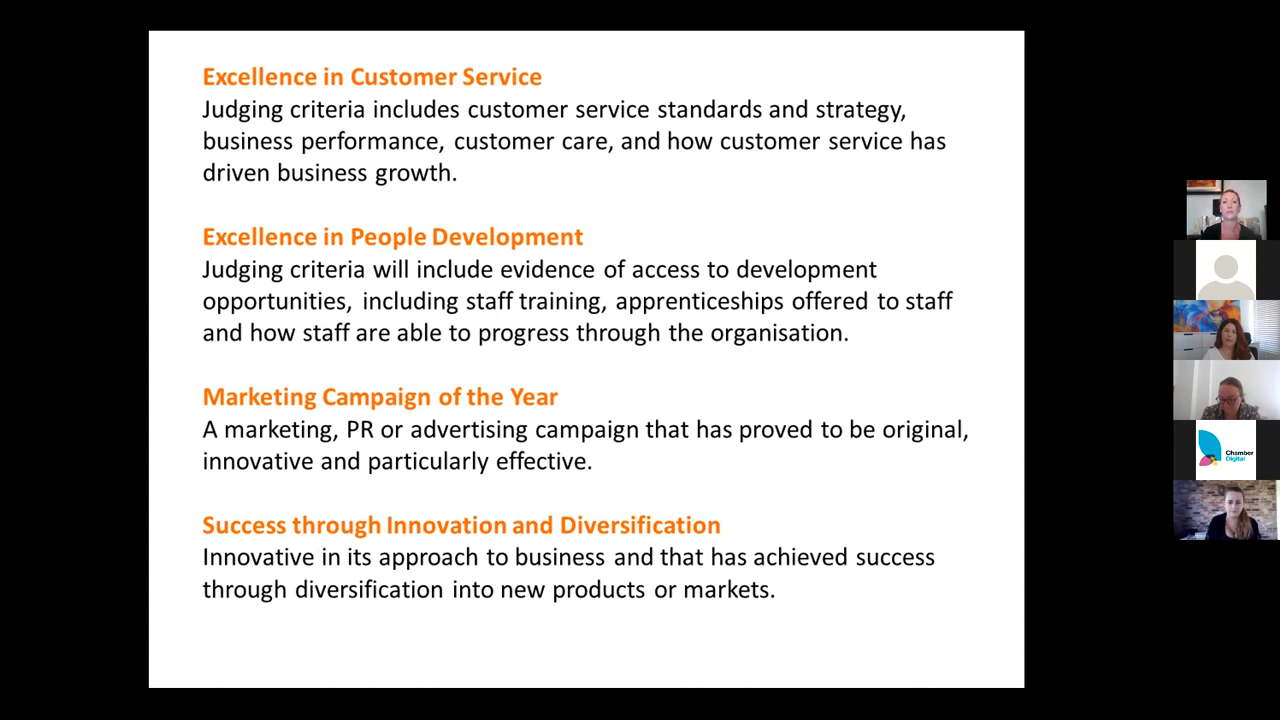 Excellence in Customer Service
Judging criteria includes customer service standards and strategy,
business performance, customer care, and how customer service has
driven business growth.
Excellence in People Development
Judging criteria will include evidence of access to development
opportunities, including staff training, apprenticeships offered to staff
and how staff are able to progress through the organisation.
Marketing Campaign of the Year
A marketing, PR or advertising campaign that has proved to be original,
innovative and particularly effective.
Success through Innovation and Diversification
Innovative in its approach to business and that has achieved success
through diversification into new products or markets.
Chamber
Digital